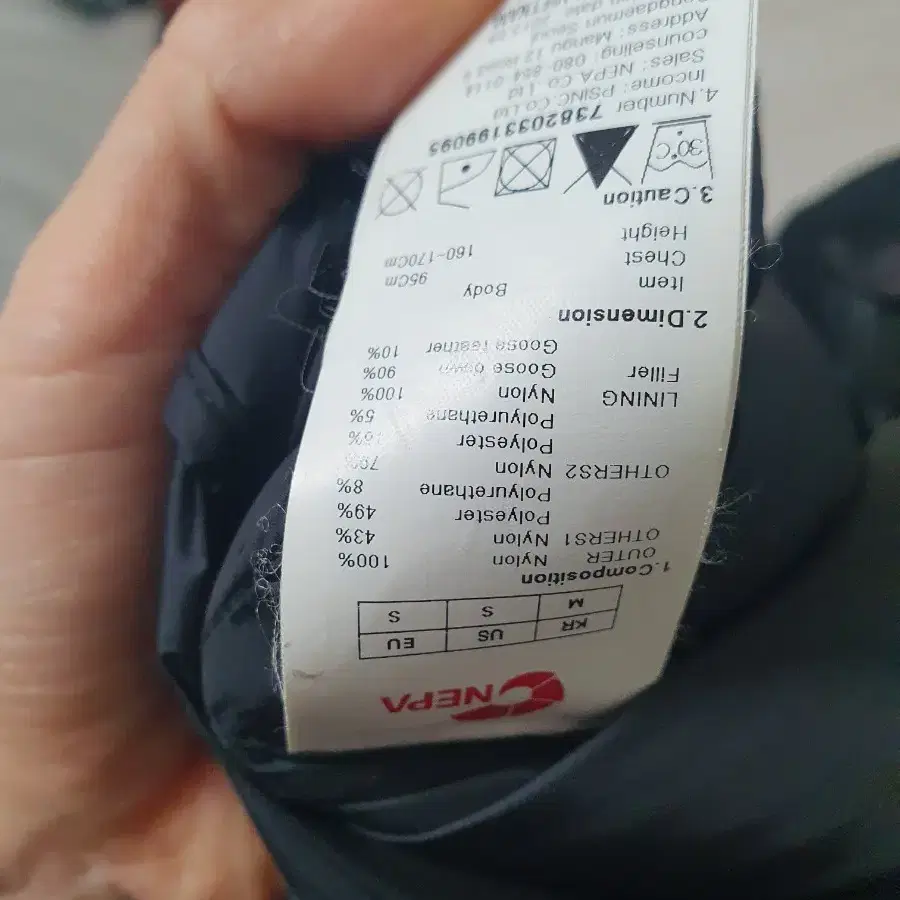 NEPA
KR US EU
M S S
1.Composition
OUTER Nylon 100%
OTHERS1 Nylon 43%
Polyester 49%
Polyurethane 8%
OTHERS2 Nylon
Polyester
Polyurethane 5%
LINING Nylon 100%
Filler Goose down 90%
Goose feather 10%
2.Dimension
Item Body
Chest 95Cm
Height 160~170Cm
3.Caution
30°C
4.Number 7382033199095
Income: PSINC Co Ltd
Sales: NEPA Co. Ltd
counseling: 080 854 0114
Address: Mangu 12
Seoul